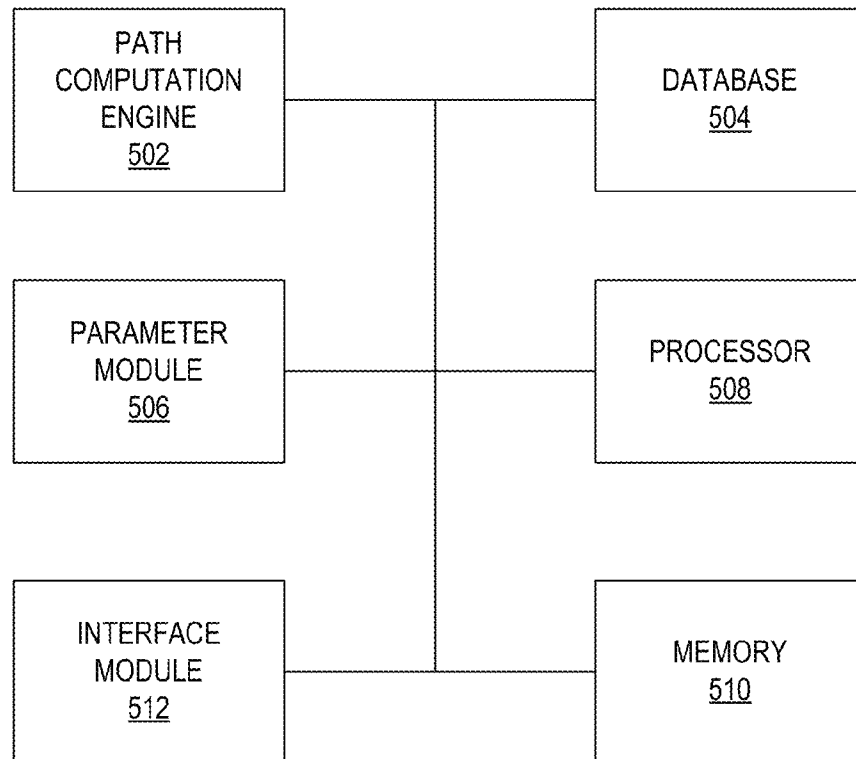 PATH
COMPUTATION
ENGINE
502
DATABASE
504
PARAMETER
MODULE
506
PROCESSOR
508
INTERFACE
MODULE
512
MEMORY
510